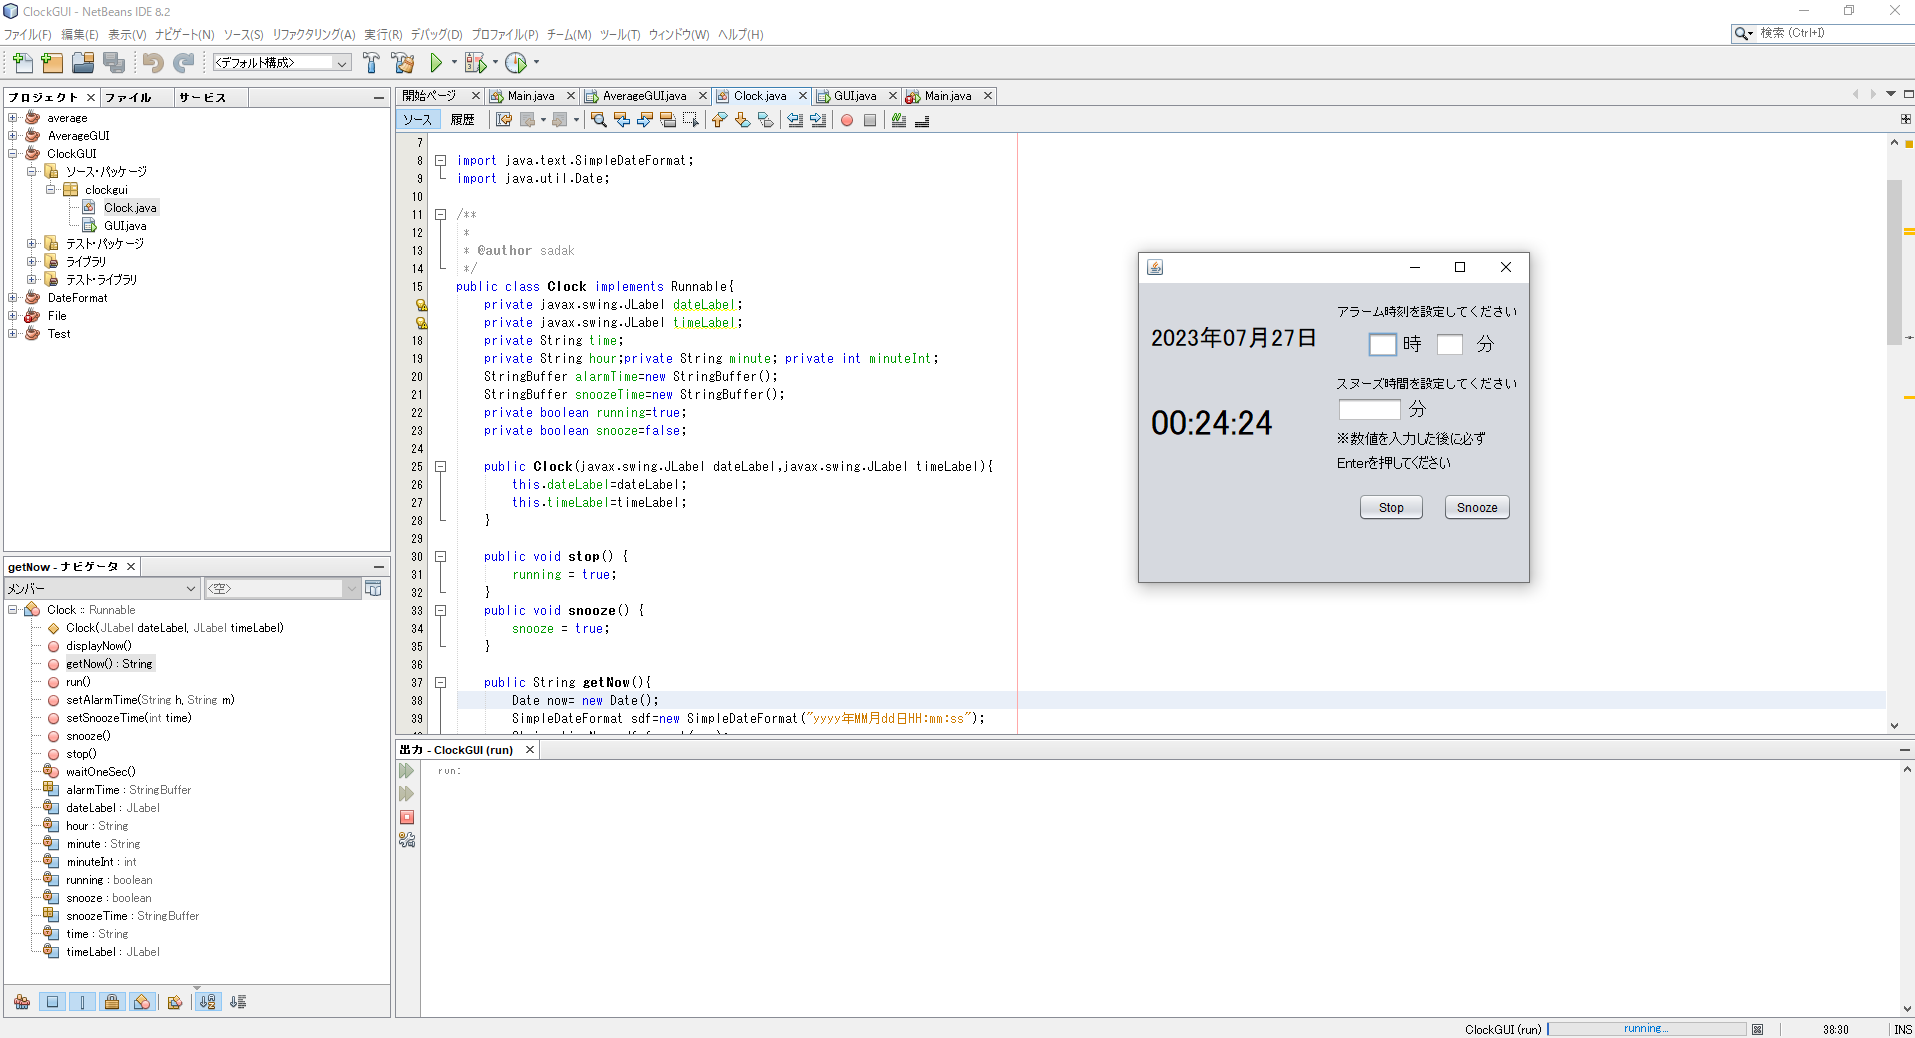 ClockGUI - NetBeans IDE 8.2
ファイル(F) 編集(E) 表示(V) ナビゲート(N) ソース(S) リファクタリング(A) 実行(R) デバッグ(D) プロファイル(P) チーム(M) ツール(T) ウィンドウ(W) ヘルプ(H)
検索 (Ctrl+I)
<デフォルト構成>
プロジェクト ファイル サービス
average
AverageGUI
ClockGUI
ソース・パッケージ
clockgui
Clock.java
GUI.java
テスト・パッケージ
ライブラリ
テスト・ライブラリ
DateFormat
File
Test
getNow - ナビゲータ
メンバー <空>
Clock :: Runnable
Clock(JLabel dateLabel, JLabel timeLabel)
displayNow()
getNow() : String
run()
setAlarmTime(String h, String m)
setSnoozeTime(int time)
snooze()
stop()
waitOneSec()
alarmTime : StringBuffer
dateLabel : JLabel
hour : String
minute : String
minuteInt : int
running : boolean
snooze : boolean
snoozeTime : StringBuffer
time : String
timeLabel : JLabel
開始ページ Main.java AverageGUI.java Clock.java GUI.java Main.java
ソース 履歴
7
8 import java.text.SimpleDateFormat;
9 import java.util.Date;
10
11 /**
12 *
13 * @author sadak
14 */
15 public class Clock implements Runnable{
private javax.swing.JLabel dateLabel;
private javax.swing.JLabel timeLabel;
18 private String time;
19 private String hour;private String minute; private int minuteInt;
20 StringBuffer alarmTime=new StringBuffer();
21 StringBuffer snoozeTime=new StringBuffer();
22 private boolean running=true;
23 private boolean snooze=false;
24
25 public Clock(javax.swing.JLabel dateLabel,javax.swing.JLabel timeLabel){
26 this.dateLabel=dateLabel;
27 this.timeLabel=timeLabel;
28 }
29
30 public void stop() {
31 running = true;
32 }
33 public void snooze() {
34 snooze = true;
35 }
36
37 public String getNow(){
38 Date now= new Date();
39 SimpleDateFormat sdf=new SimpleDateFormat("yyyy年MM月dd日HH:mm:ss");
2023年07月27日
00:24:24
アラーム時刻を設定してください
時 分
スヌーズ時間を設定してください
分
※数値を入力した後に必ず
Enterを押してください
Stop Snooze
出力 - ClockGUI (run)
run:
ClockGUI (run) running... 38:30 INS